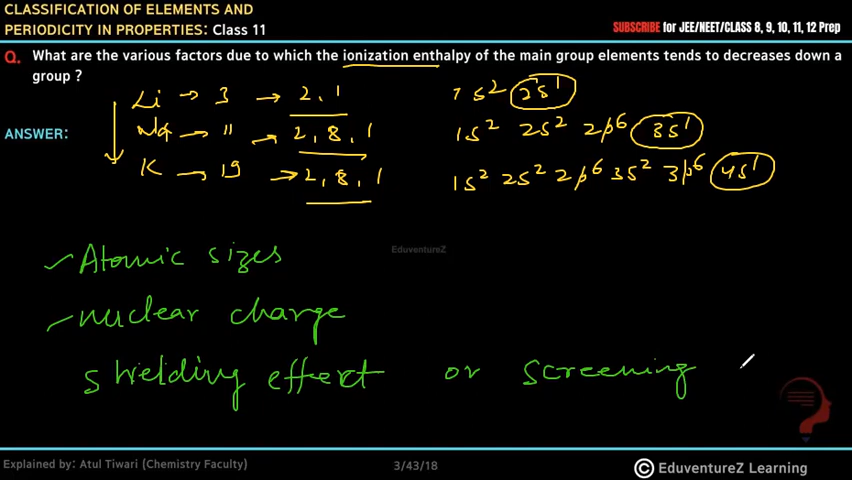 CLASSIFICATION OF ELEMENTS AND
PERIODICITY IN PROPERTIES: Class 11
SUBSCRIBE for JEE/NEET/CLASS 8, 9, 10, 11, 12 Prep
Q. What are the various factors due to which the ionization enthalpy of the main group elements tends to decreases down a
group ?
Li → 3 → 2, 1 1s² 2s¹
ANSWER:
Na → 11 → 2, 8, 1 1s² 2s² 2p⁶ 3s¹
K → 19 → 2, 8, 1 1s² 2s² 2p⁶ 3s² 3p⁶ 4s¹
EduventureZ
✓ Atomic sizes
✓ nuclear charge
shielding effect or screening
Explained by: Atul Tiwari (Chemistry Faculty)
3/43/18
© EduventureZ Learning